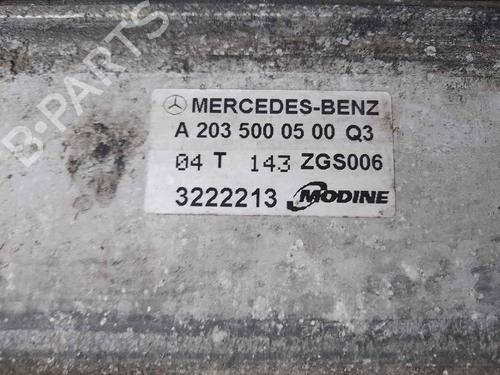 B-PARTS
MERCEDES-BENZ
A 203 500 05 00 Q3
04 T 143 ZGS006
3222213 MODINE